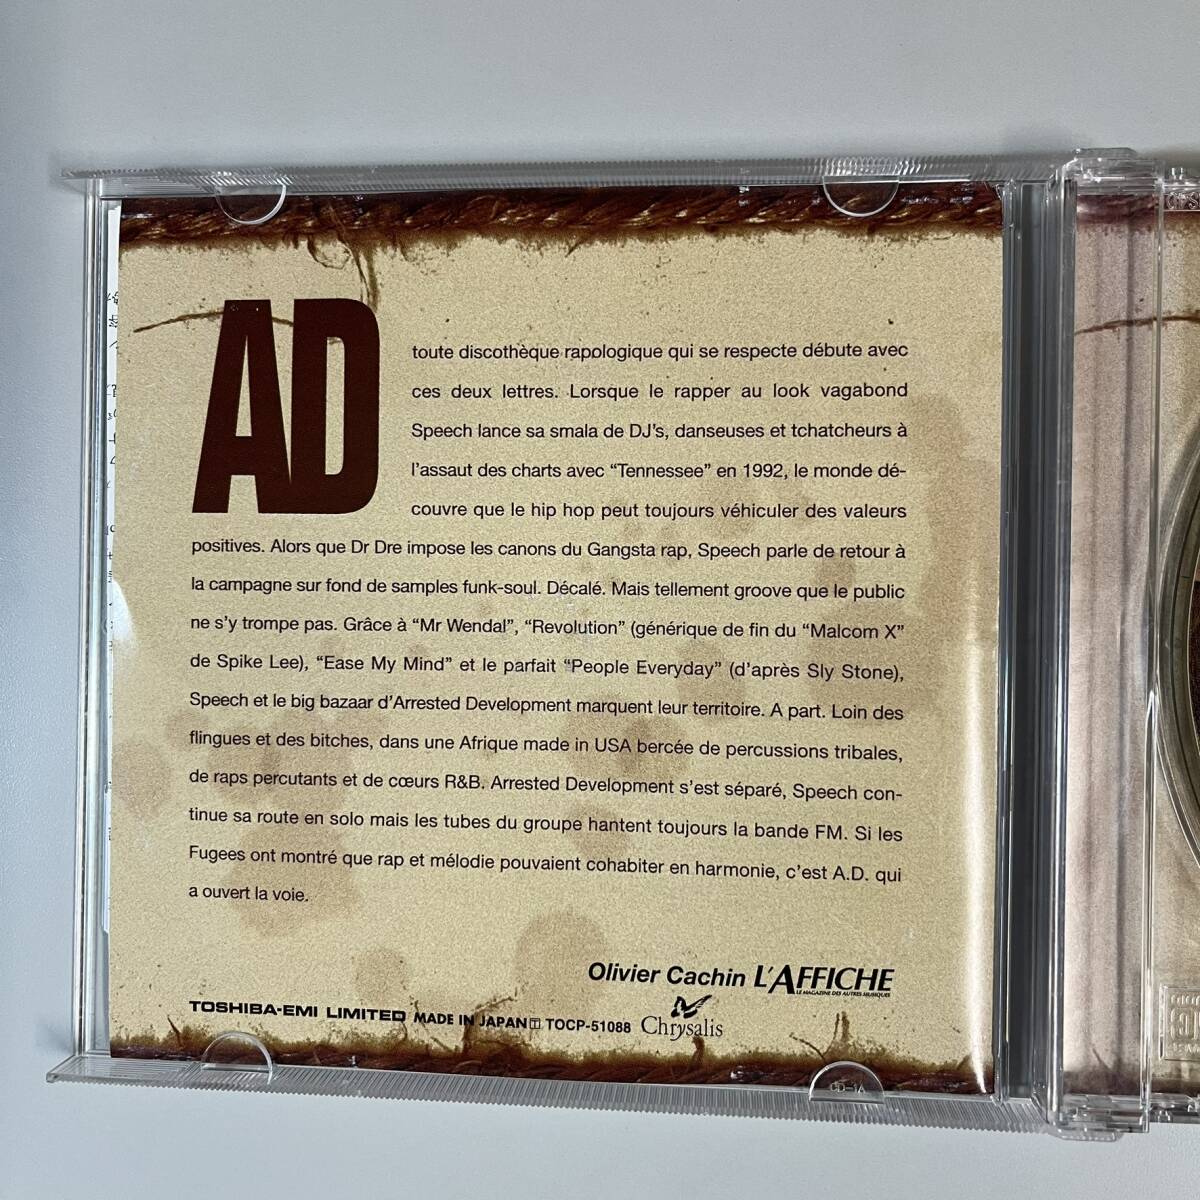 AD
toute discothèque rapologique qui se respecte débute avec
ces deux lettres. Lorsque le rapper au look vagabond
Speech lance sa smala de DJ's, danseuses et tchatcheurs à
l'assaut des charts avec “Tennessee” en 1992, le monde dé-
couvre que le hip hop peut toujours véhiculer des valeurs
positives. Alors que Dr Dre impose les canons du Gangsta rap, Speech parle de retour à
la campagne sur fond de samples funk-soul. Décalé. Mais tellement groove que le public
ne s'y trompe pas. Grâce à “Mr Wendal”, “Revolution” (générique de fin du “Malcom X”
de Spike Lee), “Ease My Mind” et le parfait “People Everyday” (d'après Sly Stone),
Speech et le big bazaar d'Arrested Development marquent leur territoire. A part. Loin des
flingues et des bitches, dans une Afrique made in USA bercée de percussions tribales,
de raps percutants et de cœurs R&B. Arrested Development s'est séparé, Speech con-
tinue sa route en solo mais les tubes du groupe hantent toujours la bande FM. Si les
Fugees ont montré que rap et mélodie pouvaient cohabiter en harmonie, c'est A.D. qui
a ouvert la voie.
Olivier Cachin L'AFFICHE
LE MAGAZINE DES AUTRES MUSIQUES
TOSHIBA-EMI LIMITED MADE IN JAPAN T TOCP-51088 Chrysalis
CD-1A